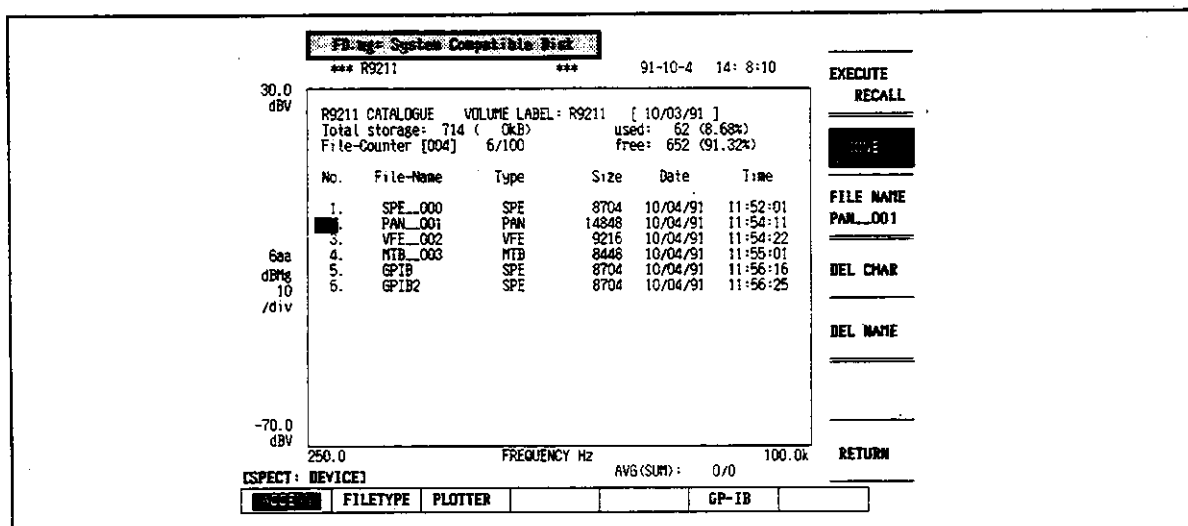 FD.mg= System Compatible Disk
*** R9211 *** 91-10-4 14: 8:10
30.0
dBV
R9211 CATALOGUE VOLUME LABEL: R9211 [ 10/03/91 ]
Total storage: 714 ( 0kB) used: 62 (8.68%)
File-Counter [004] 6/100 free: 652 (91.32%)
No. File-Name Type Size Date Time
1. SPE__000 SPE 8704 10/04/91 11:52:01
PAN__001 PAN 14848 10/04/91 11:54:11
3. VFE__002 VFE 9216 10/04/91 11:54:22
4. MTB__003 MTB 8448 10/04/91 11:55:01
5. GPIB SPE 8704 10/04/91 11:56:16
6. GPIB2 SPE 8704 10/04/91 11:56:25
6aa
dBMg
10
/div
-70.0
dBV
250.0 FREQUENCY Hz 100.0k
AVG(SUM): 0/0
[SPECT: DEVICE]
FILETYPE PLOTTER GP-IB
EXECUTE
RECALL
FILE NAME
PAN__001
DEL CHAR
DEL NAME
RETURN